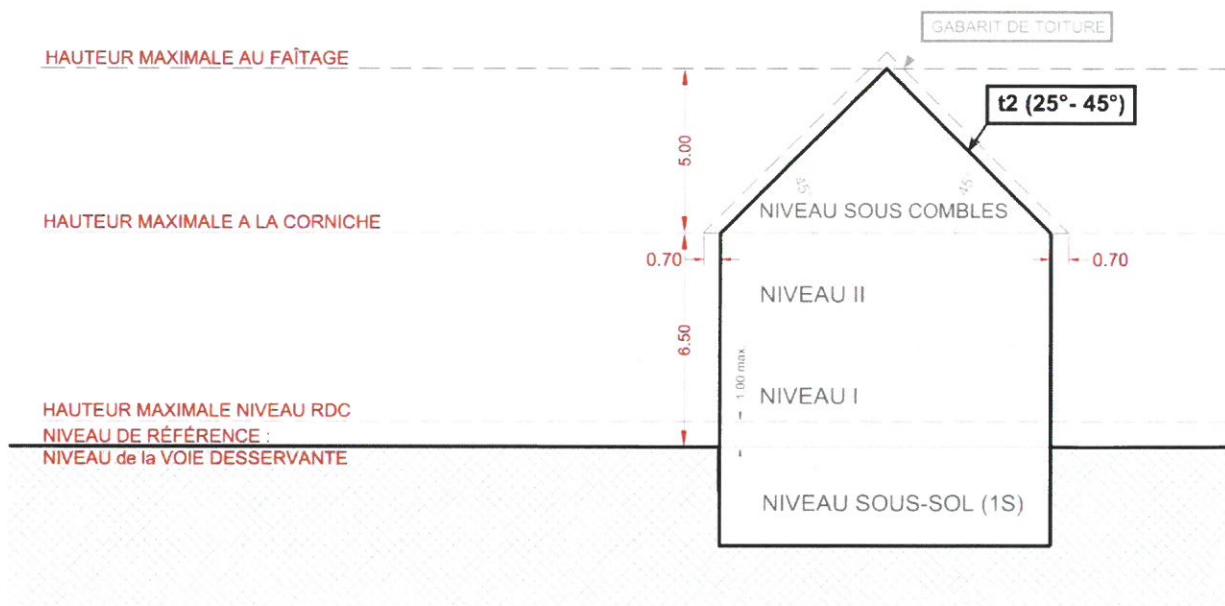 GABARIT DE TOITURE
HAUTEUR MAXIMALE AU FAÎTAGE
t2 (25°- 45°)
5.00
45°
45°
NIVEAU SOUS COMBLES
HAUTEUR MAXIMALE A LA CORNICHE
0.70
0.70
NIVEAU II
6.50
1.00 max.
NIVEAU I
HAUTEUR MAXIMALE NIVEAU RDC
NIVEAU DE RÉFÉRENCE :
NIVEAU de la VOIE DESSERVANTE
NIVEAU SOUS-SOL (1S)